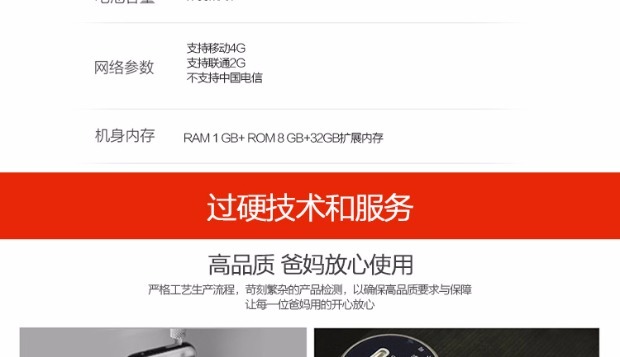 支持移动4G
支持联通2G
不支持中国电信
网络参数
机身内存 RAM 1 GB+ ROM 8 GB+32GB扩展内存
过硬技术和服务
高品质 爸妈放心使用
严格工艺生产流程，苛刻繁杂的产品检测，以确保高品质要求与保障
让每一位爸妈用的开心放心